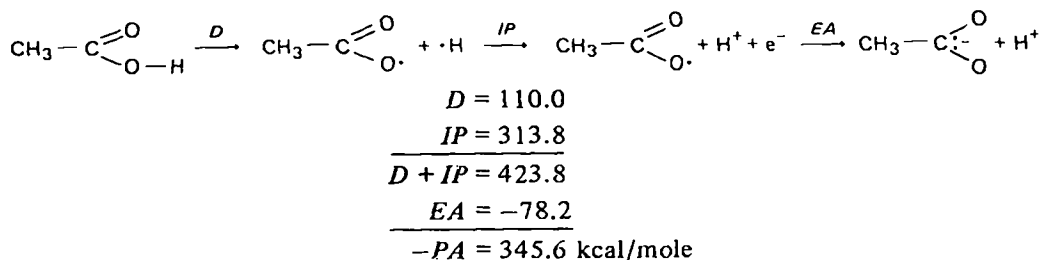 CH₃—C(=O)O—H —D→ CH₃—C(=O)O· + ·H —IP→ CH₃—C(=O)O· + H⁺ + e⁻ —EA→ CH₃—C(O)(O)⁻ + H⁺
D = 110.0
IP = 313.8
D + IP = 423.8
EA = −78.2
−PA = 345.6 kcal/mole